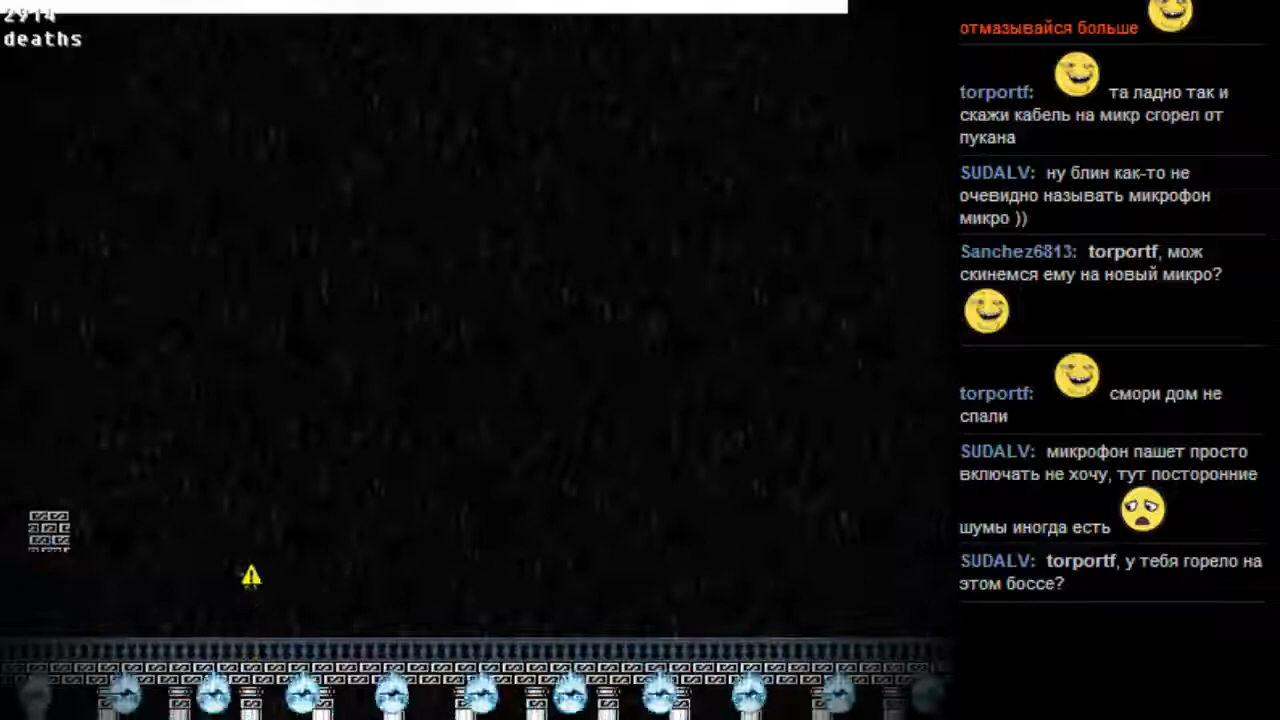 2914
deaths
отмазывайся больше
torportf: та ладно так и
скажи кабель на микр сгорел от
пукана
SUDALV: ну блин как-то не
очевидно называть микрофон
микро ))
Sanchez6813: torportf, мож
скинемся ему на новый микро?
torportf: смори дом не
спали
SUDALV: микрофон пашет просто
включать не хочу, тут посторонние
шумы иногда есть
SUDALV: torportf, у тебя горело на
этом боссе?